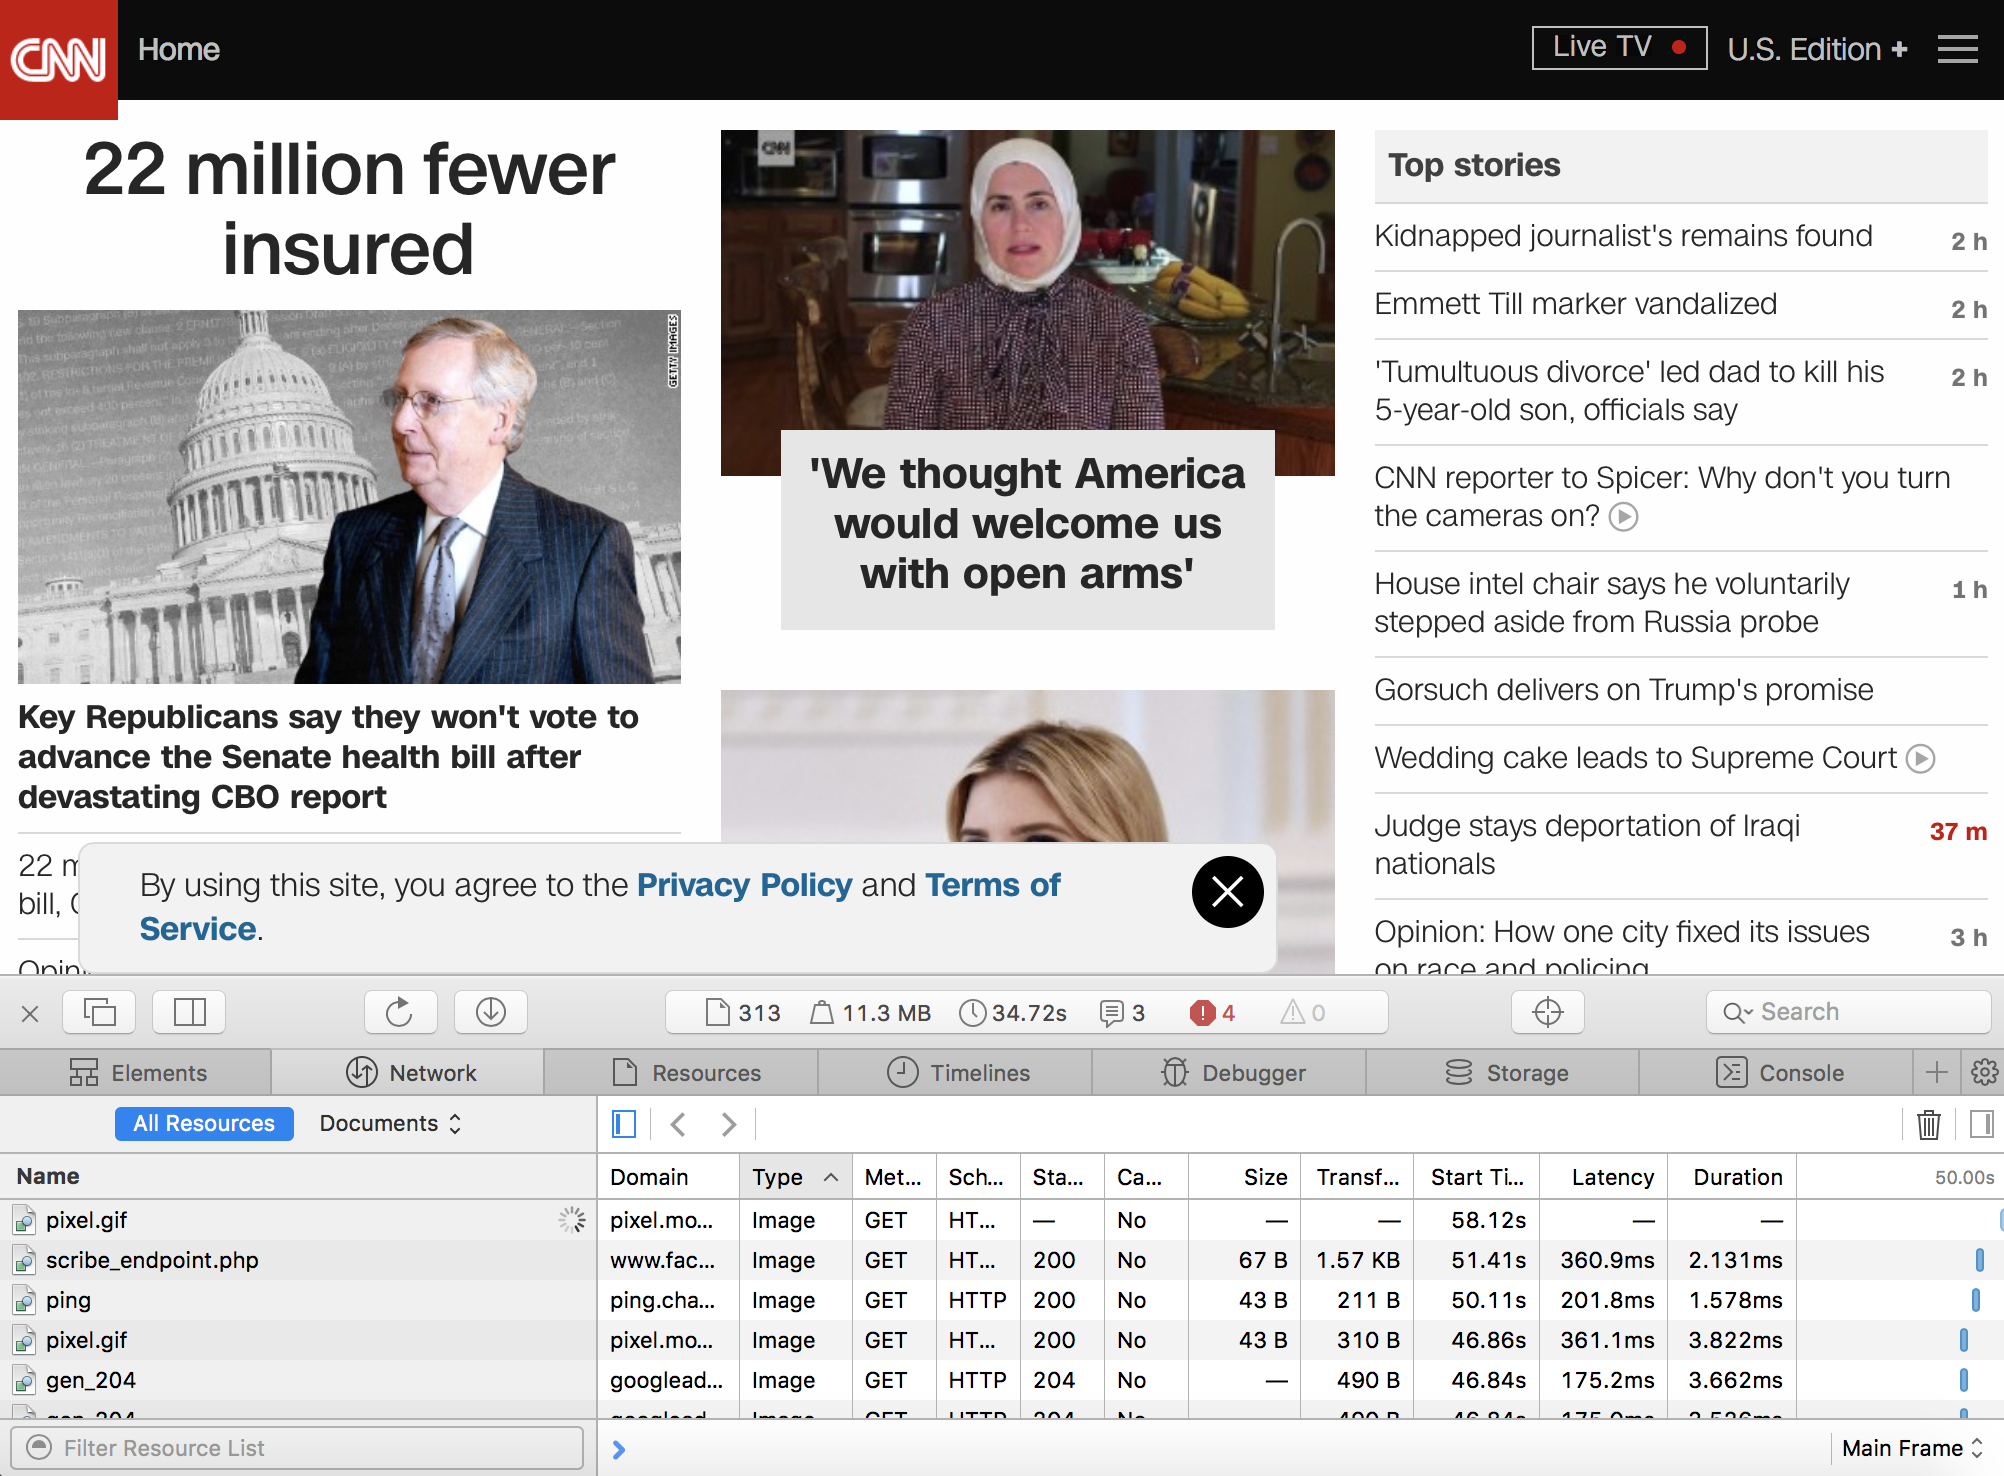 CNN
Home
Live TV
U.S. Edition +
22 million fewer
insured
GETTY IMAGES
Key Republicans say they won't vote to
advance the Senate health bill after
devastating CBO report
22 m
bill,
Opin
CNN
'We thought America
would welcome us
with open arms'
Top stories
Kidnapped journalist's remains found 2 h
Emmett Till marker vandalized 2 h
'Tumultuous divorce' led dad to kill his 2 h
5-year-old son, officials say
CNN reporter to Spicer: Why don't you turn
the cameras on?
House intel chair says he voluntarily 1 h
stepped aside from Russia probe
Gorsuch delivers on Trump's promise
Wedding cake leads to Supreme Court
Judge stays deportation of Iraqi 37 m
nationals
Opinion: How one city fixed its issues 3 h
on race and policing
By using this site, you agree to the Privacy Policy and Terms of
Service.
313 11.3 MB 34.72s 3 4 0
Search
Elements Network Resources Timelines Debugger Storage Console
All Resources Documents
Name Domain Type Met... Sch... Sta... Ca... Size Transf... Start Ti... Latency Duration 50.00s
pixel.gif pixel.mo... Image GET HT... — No — — 58.12s — —
scribe_endpoint.php www.fac... Image GET HT... 200 No 67 B 1.57 KB 51.41s 360.9ms 2.131ms
ping ping.cha... Image GET HTTP 200 No 43 B 211 B 50.11s 201.8ms 1.578ms
pixel.gif pixel.mo... Image GET HT... 200 No 43 B 310 B 46.86s 361.1ms 3.822ms
gen_204 googlead... Image GET HTTP 204 No — 490 B 46.84s 175.2ms 3.662ms
gen_204 googlead... Image GET HTTP 204 No
Filter Resource List
Main Frame